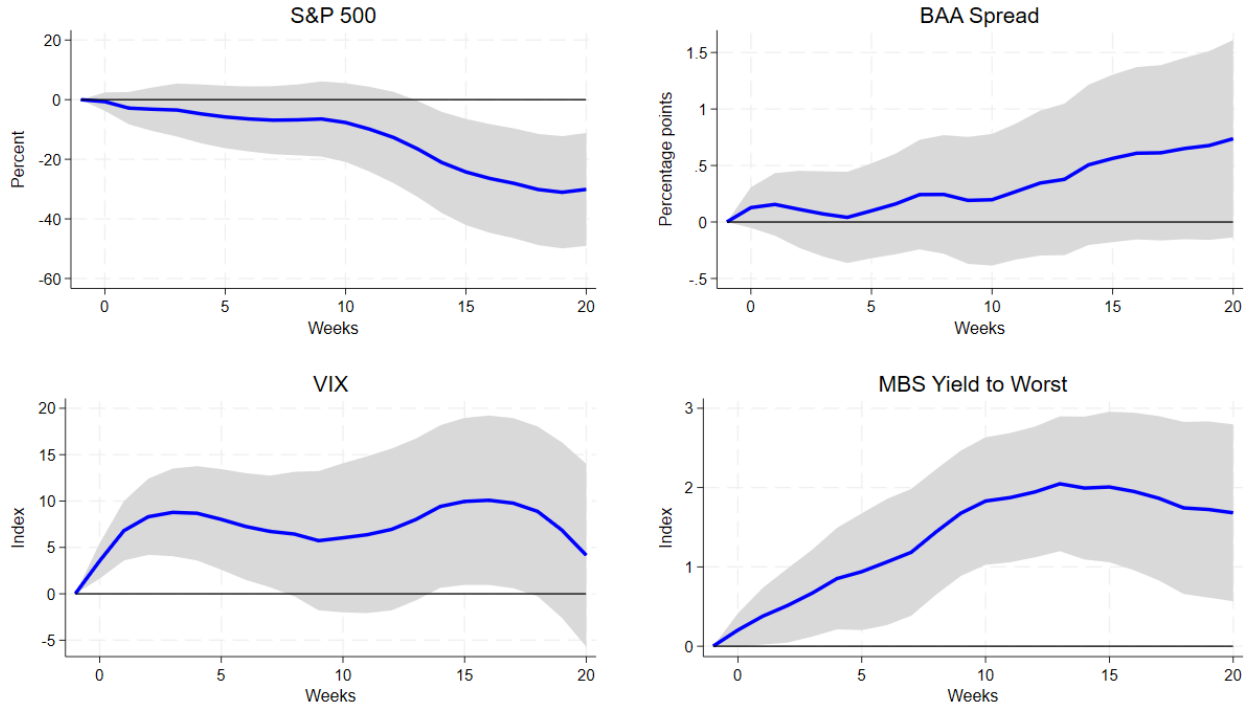 S&P 500
Percent
20
0
-20
-40
-60
0 5 10 15 20
Weeks
BAA Spread
Percentage points
1.5
1
.5
0
-.5
0 5 10 15 20
Weeks
VIX
Index
20
15
10
5
0
-5
0 5 10 15 20
Weeks
MBS Yield to Worst
Index
3
2
1
0
0 5 10 15 20
Weeks